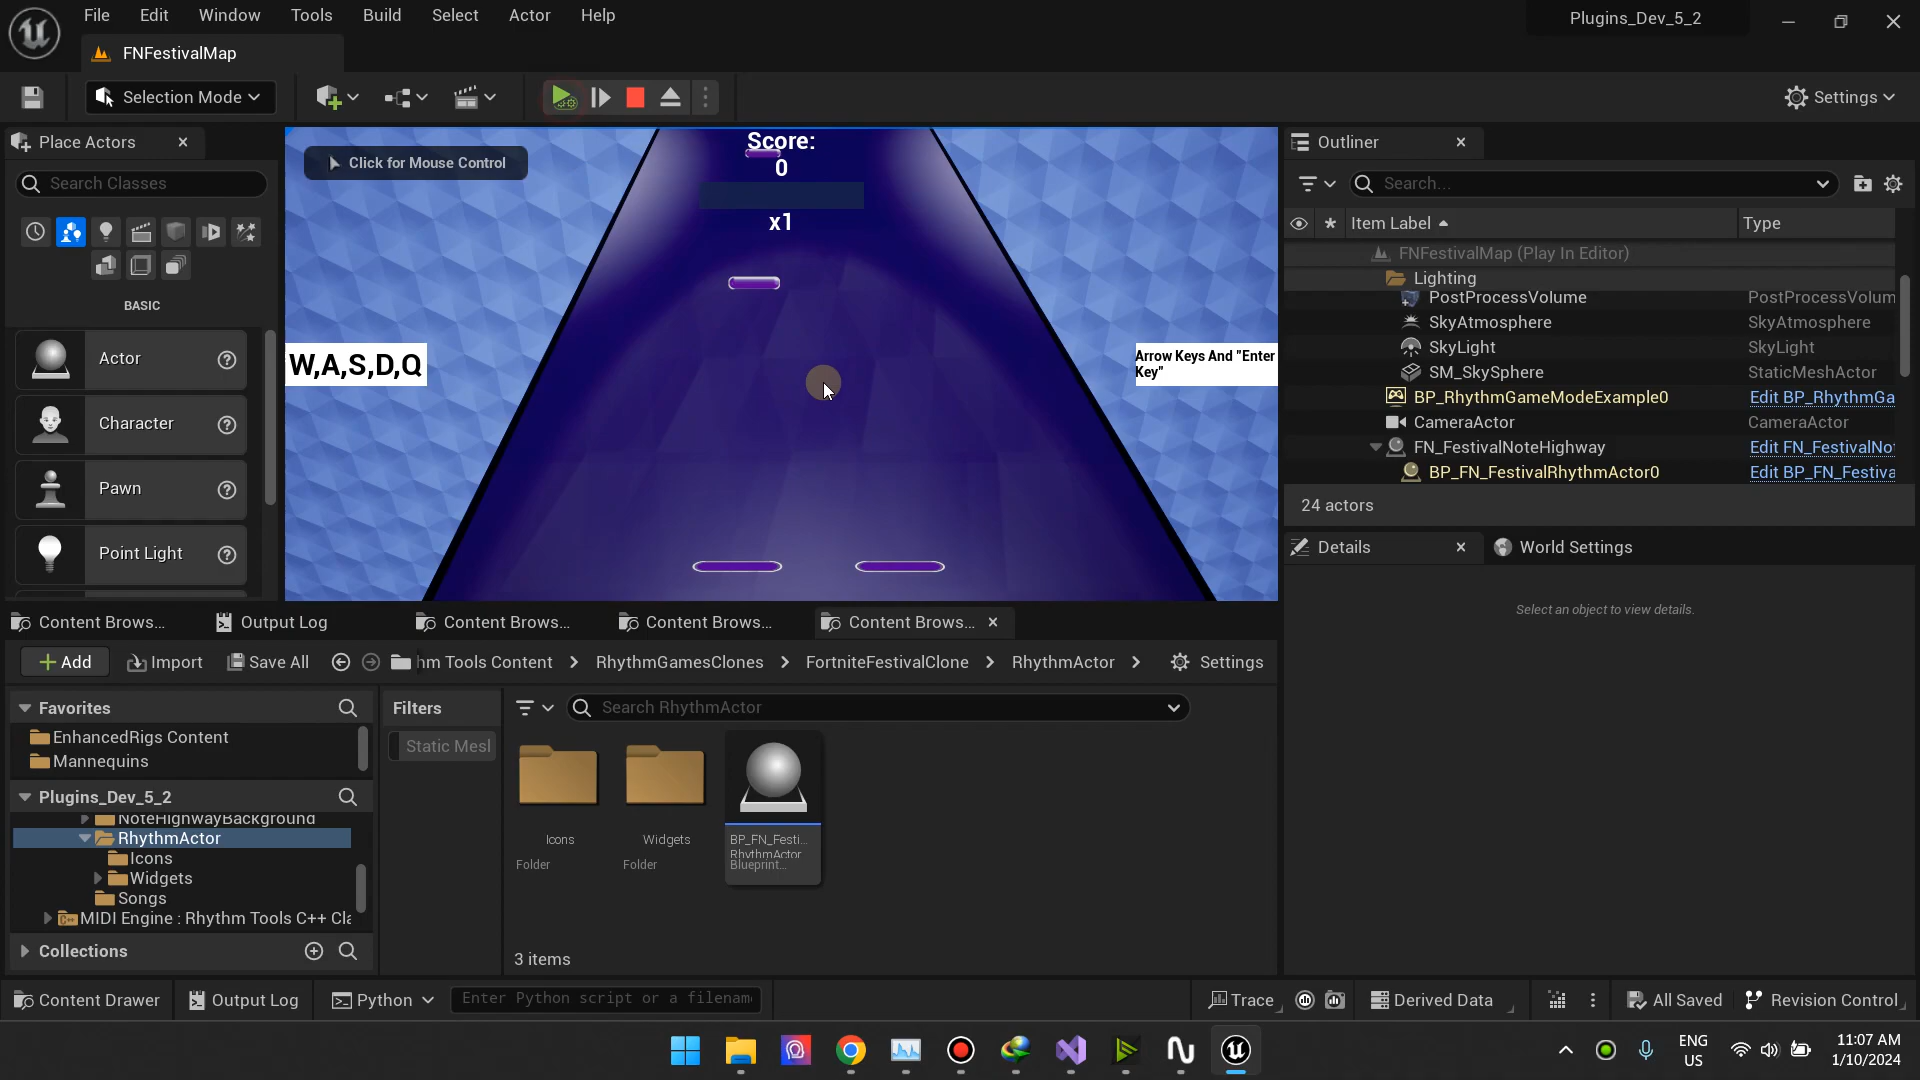 File Edit Window Tools Build Select Actor Help
Plugins_Dev_5_2
FNFestivalMap
Selection Mode
Settings
Place Actors
Search Classes
BASIC
Actor
Character
Pawn
Point Light
Click for Mouse Control
Score:
0
x1
W,A,S,D,Q
Arrow Keys And "Enter
Key"
Outliner
Search...
Item Label Type
FNFestivalMap (Play In Editor)
Lighting
PostProcessVolume PostProcessVolum
SkyAtmosphere SkyAtmosphere
SkyLight SkyLight
SM_SkySphere StaticMeshActor
BP_RhythmGameModeExample0 Edit BP_RhythmGa
CameraActor CameraActor
FN_FestivalNoteHighway Edit FN_FestivalNot
BP_FN_FestivalRhythmActor0 Edit BP_FN_Festiva
24 actors
Details
World Settings
Select an object to view details.
Content Brows...
Output Log
Content Brows...
Content Brows...
Content Brows...
Add Import Save All
hm Tools Content > RhythmGamesClones > FortniteFestivalClone > RhythmActor >
Settings
Favorites
EnhancedRigs Content
Mannequins
Plugins_Dev_5_2
NoteHighwayBackground
RhythmActor
Icons
Widgets
Songs
MIDI Engine : Rhythm Tools C++ Cla
Collections
Filters
Static Mesl
Search RhythmActor
Icons
Folder
Widgets
Folder
BP_FN_Festi...
RhythmActor
Blueprint...
3 items
Content Drawer
Output Log
Python
Enter Python script or a filename
Trace
Derived Data
All Saved
Revision Control
ENG
US
11:07 AM
1/10/2024